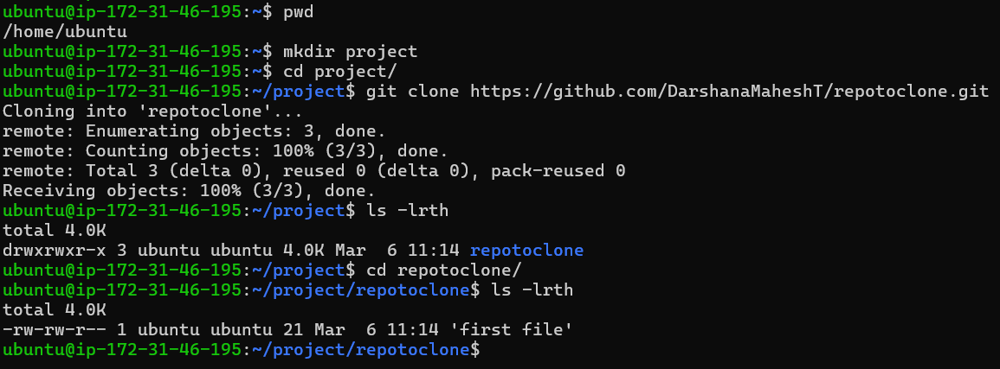 ubuntu@ip-172-31-46-195:~$ pwd
/home/ubuntu
ubuntu@ip-172-31-46-195:~$ mkdir project
ubuntu@ip-172-31-46-195:~$ cd project/
ubuntu@ip-172-31-46-195:~/project$ git clone https://github.com/DarshanaMaheshT/repotoclone.git
Cloning into 'repotoclone'...
remote: Enumerating objects: 3, done.
remote: Counting objects: 100% (3/3), done.
remote: Total 3 (delta 0), reused 0 (delta 0), pack-reused 0
Receiving objects: 100% (3/3), done.
ubuntu@ip-172-31-46-195:~/project$ ls -lrth
total 4.0K
drwxrwxr-x 3 ubuntu ubuntu 4.0K Mar  6 11:14 repotoclone
ubuntu@ip-172-31-46-195:~/project$ cd repotoclone/
ubuntu@ip-172-31-46-195:~/project/repotoclone$ ls -lrth
total 4.0K
-rw-rw-r-- 1 ubuntu ubuntu 21 Mar  6 11:14 'first file'
ubuntu@ip-172-31-46-195:~/project/repotoclone$